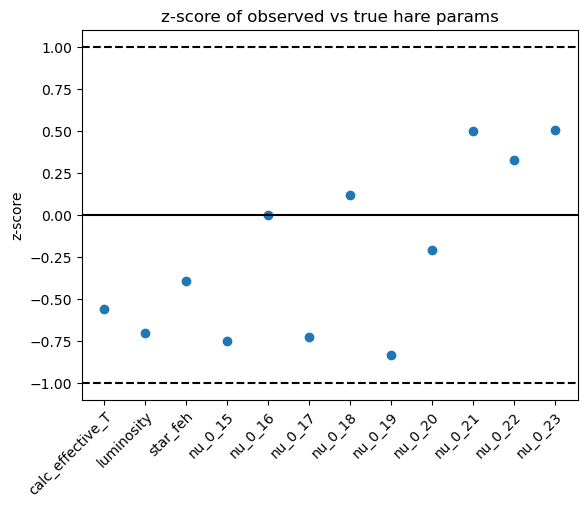 z-score of observed vs true hare params
z-score
1.00
0.75
0.50
0.25
0.00
−0.25
−0.50
−0.75
−1.00
calc_effective_T
luminosity
star_feh
nu_0_15
nu_0_16
nu_0_17
nu_0_18
nu_0_19
nu_0_20
nu_0_21
nu_0_22
nu_0_23